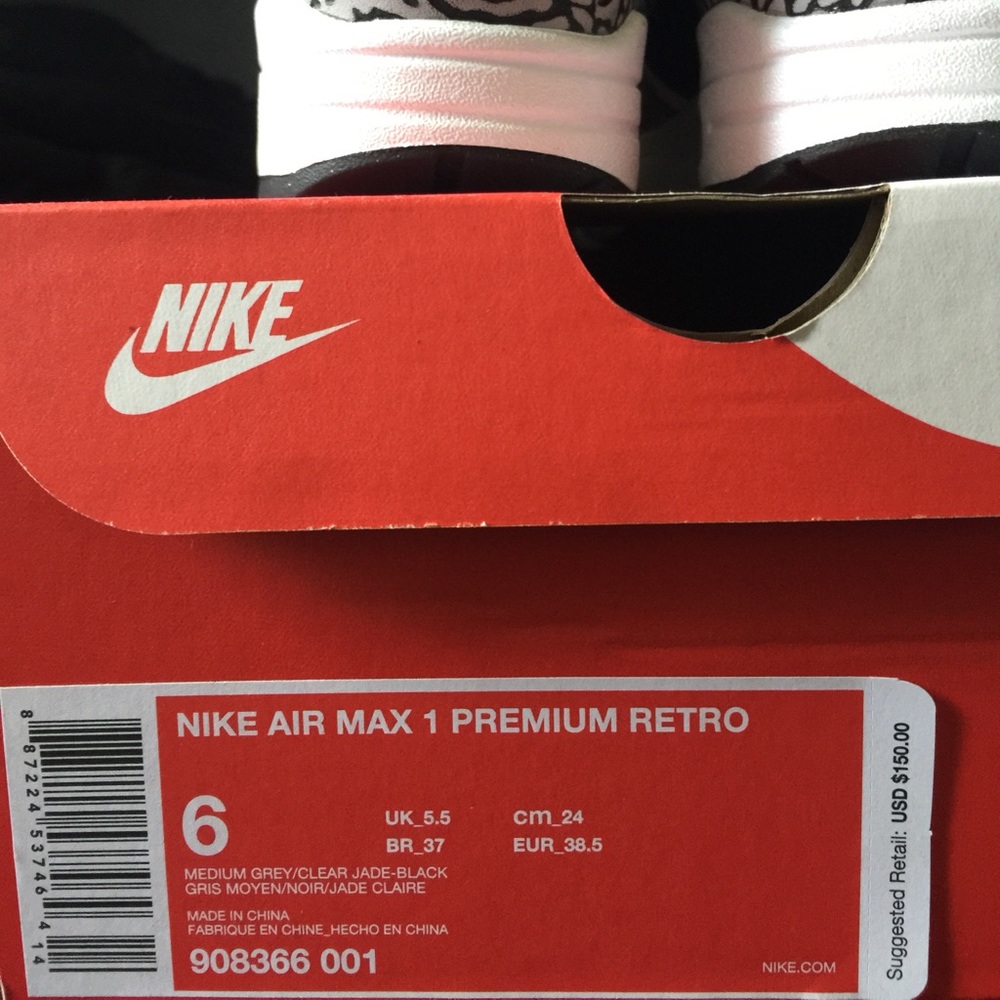 NIKE
NIKE AIR MAX 1 PREMIUM RETRO
6
UK_5.5 cm_24
BR_37 EUR_38.5
MEDIUM GREY/CLEAR JADE-BLACK
GRIS MOYEN/NOIR/JADE CLAIRE
MADE IN CHINA
FABRIQUE EN CHINE_HECHO EN CHINA
908366 001
NIKE.COM
8 87224 53746 4 14
Suggested Retail: USD $150.00